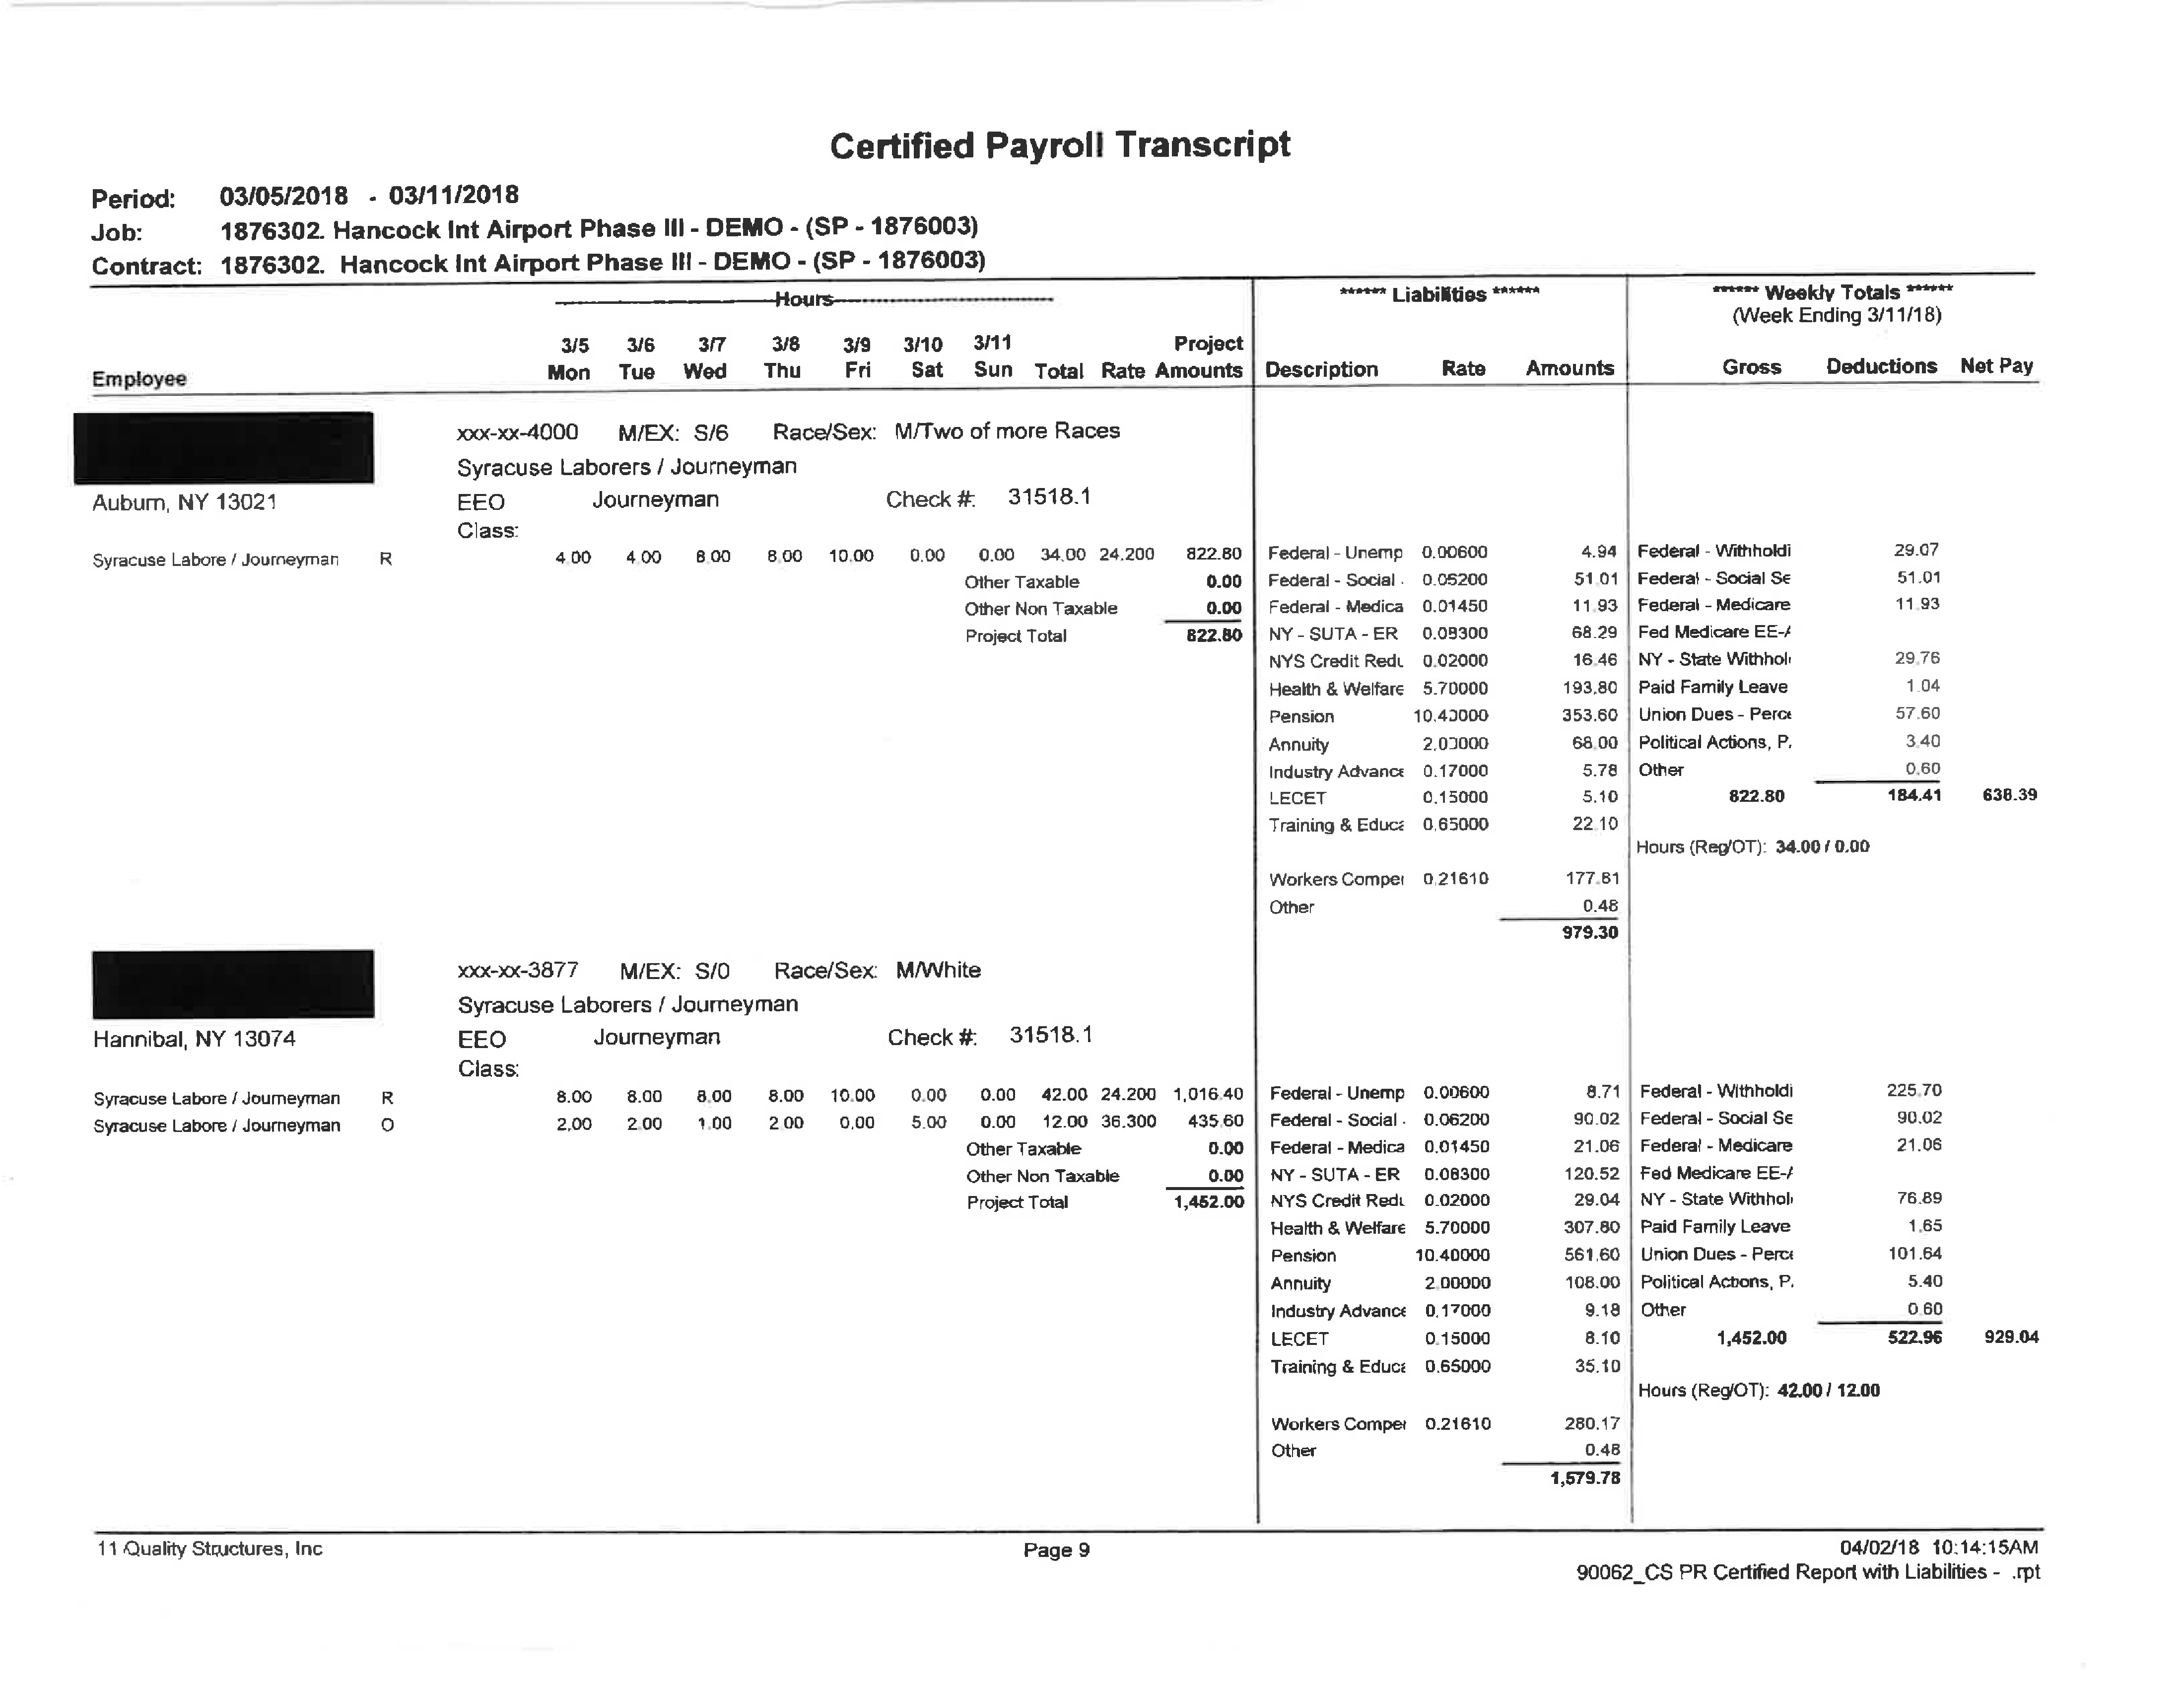 Certified Payroll Transcript
Period: 03/05/2018 - 03/11/2018
Job: 1876302. Hancock Int Airport Phase III - DEMO - (SP - 1876003)
Contract: 1876302. Hancock Int Airport Phase III - DEMO - (SP - 1876003)
Hours ****** Liabilities ****** ****** Weekly Totals ******
(Week Ending 3/11/18)
3/5 3/6 3/7 3/8 3/9 3/10 3/11 Project
Employee Mon Tue Wed Thu Fri Sat Sun Total Rate Amounts Description Rate Amounts Gross Deductions Net Pay
xxx-xx-4000 M/EX: S/6 Race/Sex: M/Two of more Races
Syracuse Laborers / Journeyman
Auburn, NY 13021 EEO Journeyman Check #: 31518.1
Class:
Syracuse Labore / Journeyman R 4.00 4.00 8.00 8.00 10.00 0.00 0.00 34.00 24.200 822.80 Federal - Unemp 0.00600 4.94 Federal - Withholdi 29.07
Other Taxable 0.00 Federal - Social 0.06200 51.01 Federal - Social Se 51.01
Other Non Taxable 0.00 Federal - Medica 0.01450 11.93 Federal - Medicare 11.93
Project Total 822.80 NY - SUTA - ER 0.08300 68.29 Fed Medicare EE-A
NYS Credit Redu 0.02000 16.46 NY - State Withhol 29.76
Health & Welfare 5.70000 193.80 Paid Family Leave 1.04
Pension 10.40000 353.60 Union Dues - Perce 57.60
Annuity 2.00000 68.00 Political Actions, P. 3.40
Industry Advance 0.17000 5.78 Other 0.60
LECET 0.15000 5.10 822.80 184.41 638.39
Training & Educa 0.65000 22.10
Hours (Reg/OT): 34.00 / 0.00
Workers Compe 0.21610 177.81
Other 0.48
979.30
xxx-xx-3877 M/EX: S/0 Race/Sex: M/White
Syracuse Laborers / Journeyman
Hannibal, NY 13074 EEO Journeyman Check #: 31518.1
Class:
Syracuse Labore / Journeyman R 8.00 8.00 8.00 8.00 10.00 0.00 0.00 42.00 24.200 1,016.40 Federal - Unemp 0.00600 8.71 Federal - Withholdi 225.70
Syracuse Labore / Journeyman O 2.00 2.00 1.00 2.00 0.00 5.00 0.00 12.00 36.300 435.60 Federal - Social 0.06200 90.02 Federal - Social Se 90.02
Other Taxable 0.00 Federal - Medica 0.01450 21.06 Federal - Medicare 21.06
Other Non Taxable 0.00 NY - SUTA - ER 0.08300 120.52 Fed Medicare EE-A
Project Total 1,452.00 NYS Credit Redu 0.02000 29.04 NY - State Withhol 76.89
Health & Welfare 5.70000 307.80 Paid Family Leave 1.65
Pension 10.40000 561.60 Union Dues - Perce 101.64
Annuity 2.00000 108.00 Political Actions, P. 5.40
Industry Advance 0.17000 9.18 Other 0.60
LECET 0.15000 8.10 1,452.00 522.96 929.04
Training & Educa 0.65000 35.10
Hours (Reg/OT): 42.00 / 12.00
Workers Compe 0.21610 280.17
Other 0.48
1,579.78
11 Quality Structures, Inc Page 9 04/02/18 10:14:15AM
90062_CS PR Certified Report with Liabilities - .rpt